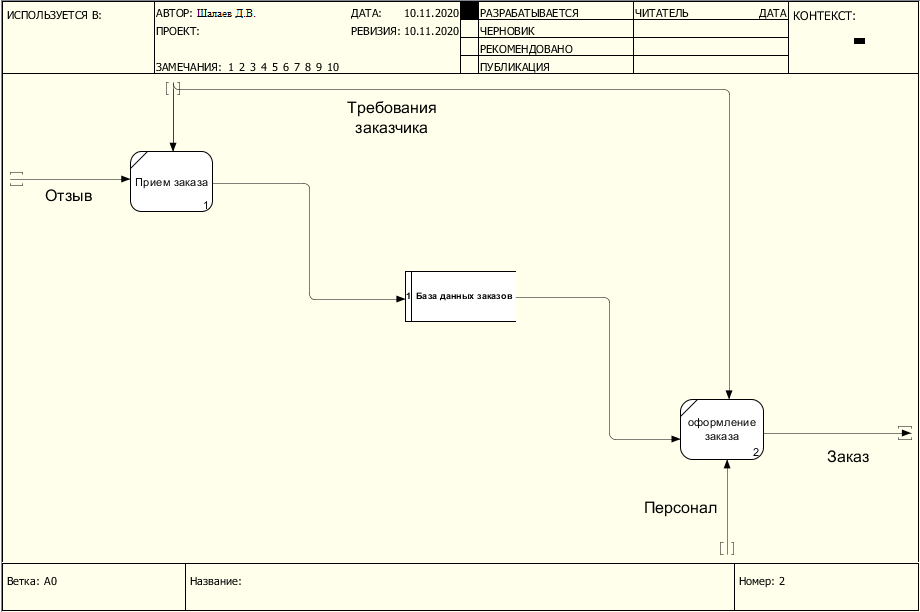 ИСПОЛЬЗУЕТСЯ В:
АВТОР: Шалаев Д.В.
ДАТА: 10.11.2020
ПРОЕКТ:
РЕВИЗИЯ: 10.11.2020
ЗАМЕЧАНИЯ: 1 2 3 4 5 6 7 8 9 10
РАЗРАБАТЫВАЕТСЯ
ЧЕРНОВИК
РЕКОМЕНДОВАНО
ПУБЛИКАЦИЯ
ЧИТАТЕЛЬ ДАТА
КОНТЕКСТ:
Требования
заказчика
Прием заказа
1
Отзыв
1 База данных заказов
оформление
заказа
2
Заказ
Персонал
Ветка: A0
Название:
Номер: 2